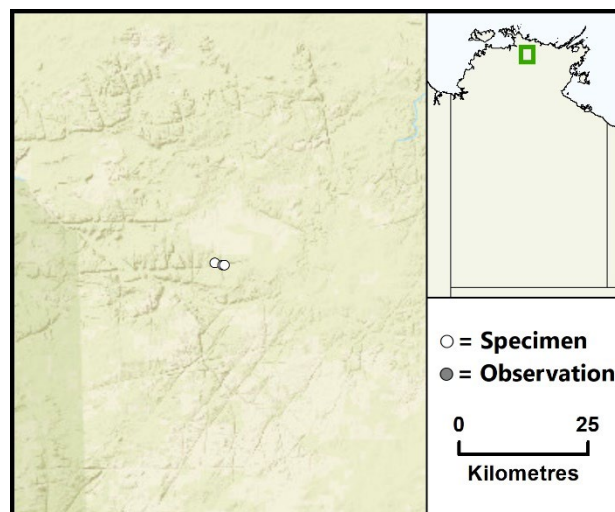 ○ = Specimen
● = Observation
0 25
Kilometres